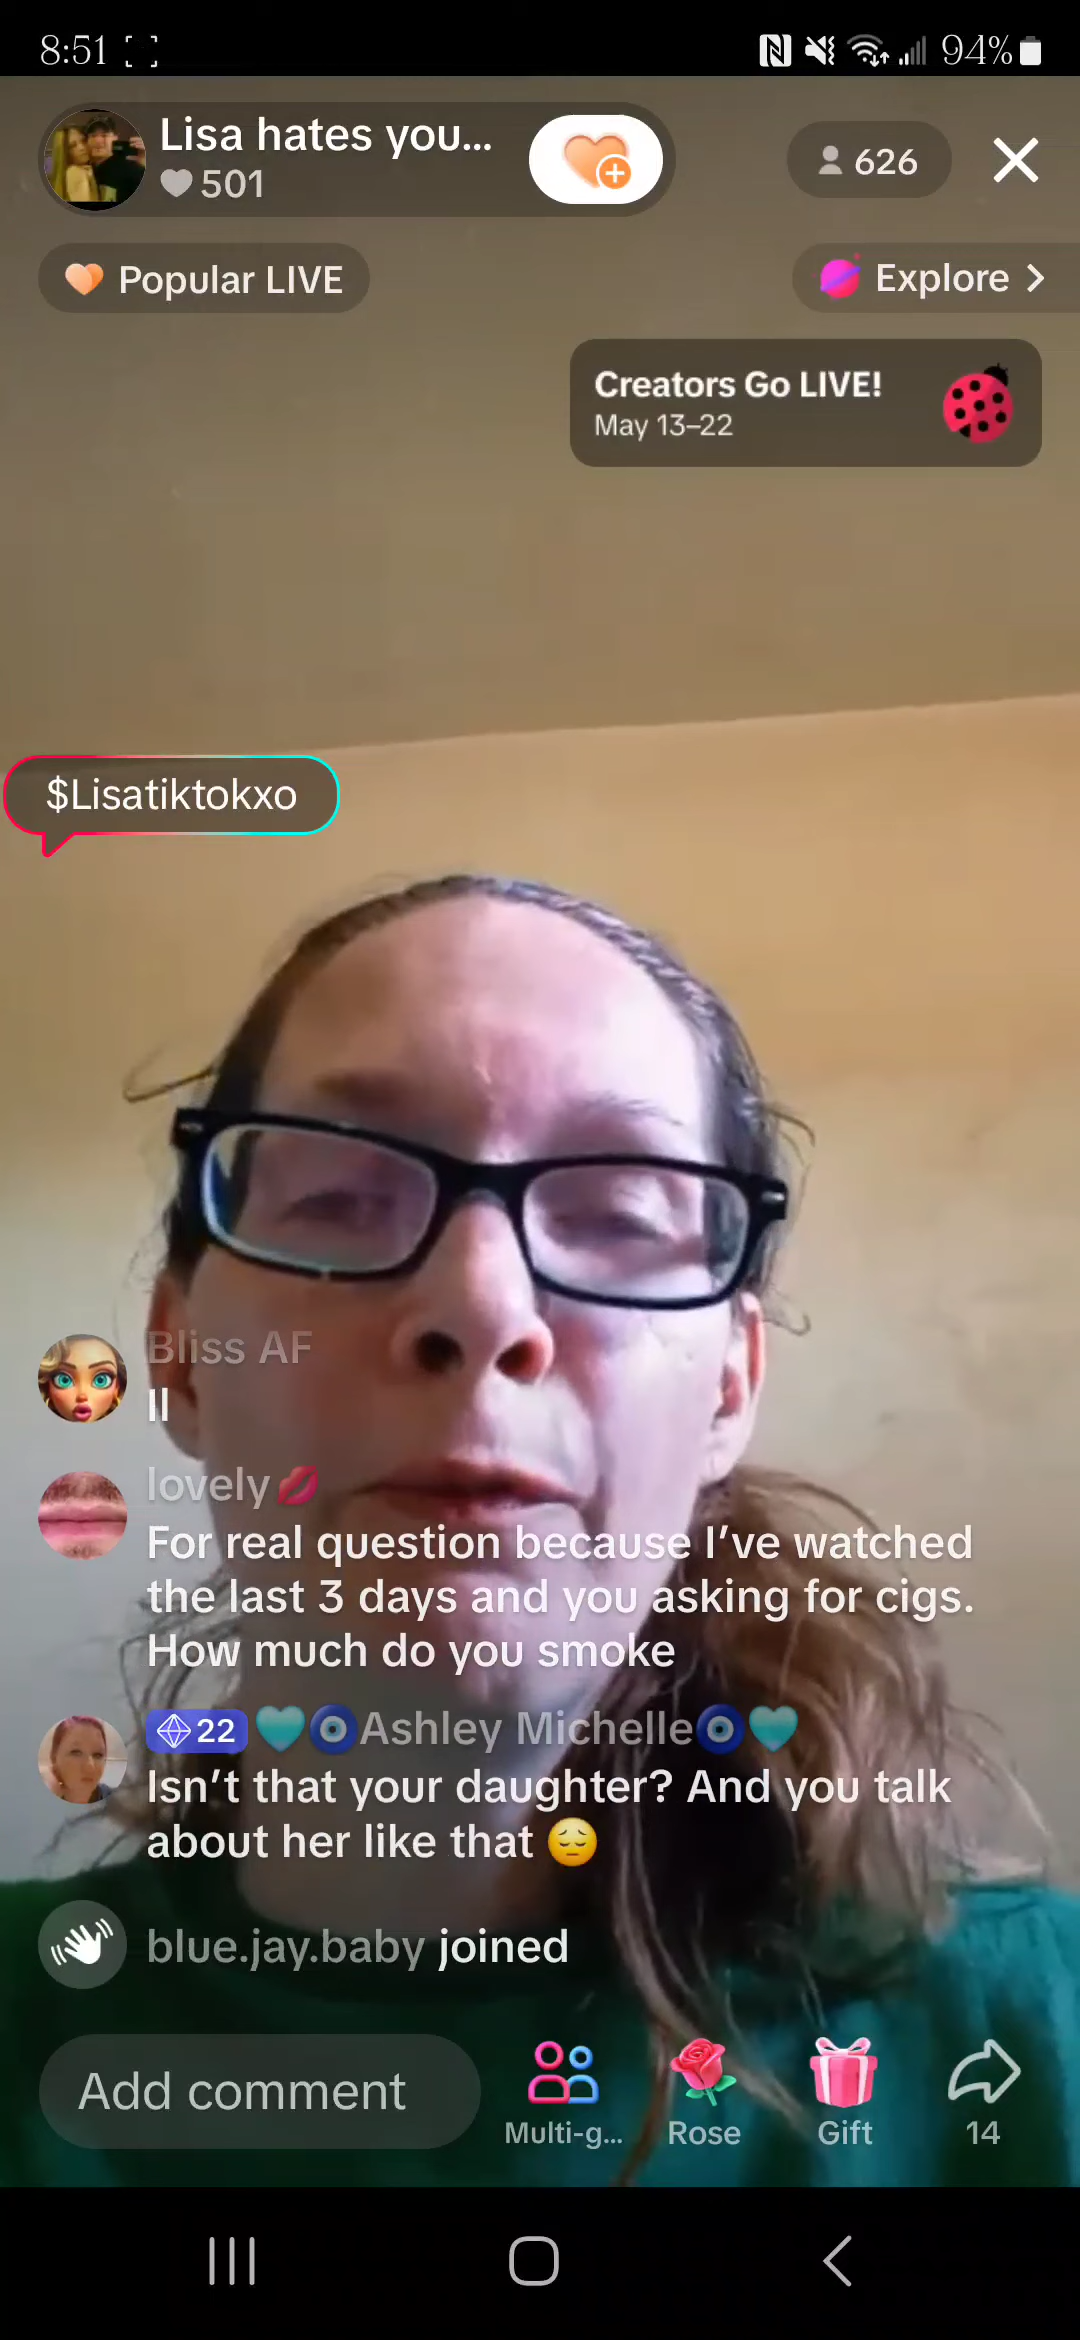 8:51
94%
Lisa hates you...
501
626
Popular LIVE
Explore
Creators Go LIVE!
May 13–22
$Lisatiktokxo
Bliss AF
ll
lovely💋
For real question because I’ve watched
the last 3 days and you asking for cigs.
How much do you smoke
22 🩵🧿Ashley Michelle🧿🩵
Isn’t that your daughter? And you talk
about her like that 😔
blue.jay.baby joined
Add comment
Multi-g...
Rose
Gift
14